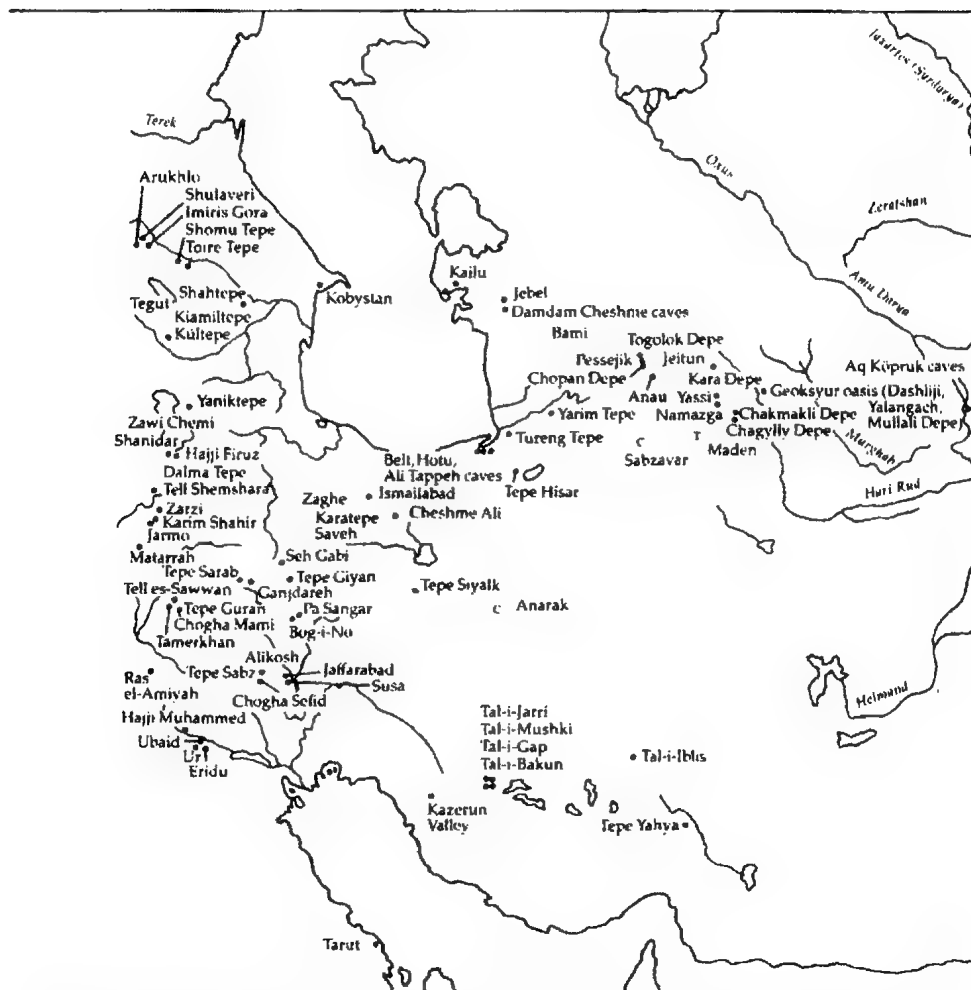 Terek
Iaxartes (Syrdarya)
Oxus
Zeratshan
Amu Darya
Arukhlo
Shulaveri
Imiris Gora
Shomu Tepe
Toire Tepe
Shahtepe
Tegut
Kiamiltepe
Kültepe
Kobystan
Kailu
Jebel
Damdam Cheshme caves
Bami
Togolok Depe
Pessejik
Jeitun
Chopan Depe
Kara Depe
Aq Köpruk caves
Anau
Yassi
Geoksyur oasis (Dashliji,
Yalangach,
Mullali Depe)
Namazga
Chakmakli Depe
Chagylly Depe
Yarim Tepe
Tureng Tepe
C
T
Sabzavar
Maden
Murghab
Huri Rud
Yaniktepe
Zawi Chemi
Shanidar
Hajji Firuz
Dalma Tepe
Tell Shemshara
Zarzi
Karim Shahir
Jarmo
Matarrah
Belt, Hotu,
Ali Tappeh caves
Tepe Hisar
Zaghe
Ismailabad
Karatepe
Cheshme Ali
Saveh
Seh Gabi
Tepe Sarab
Tepe Giyan
Ganjdareh
Tepe Siyalk
Tell es-Sawwan
Tepe Guran
Pa Sangar
C
Anarak
Chogha Mami
Bog-i-No
Tamerkhan
Alikosh
Tepe Sabz
Jaffarabad
Susa
Ras
el-Amiyah
Chogha Sefid
Helmand
Hajji Muhammed
Ubaid
Ur
Eridu
Tal-i-Jarri
Tal-i-Mushki
Tal-i-Gap
Tal-i-Bakun
Tal-i-Iblis
Kazerun
Valley
Tepe Yahya
Tarut